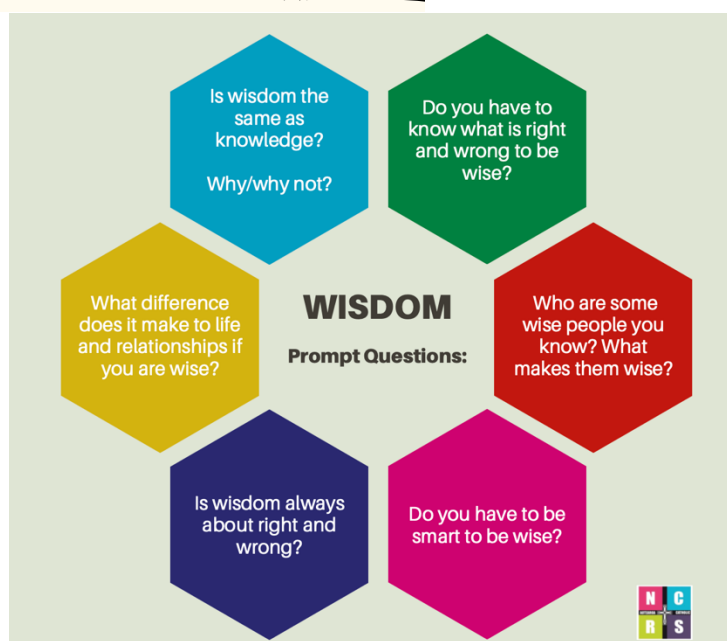 Is wisdom the
same as
knowledge?
Why/why not?
Do you have to
know what is right
and wrong to be
wise?
What difference
does it make to life
and relationships if
you are wise?
WISDOM
Prompt Questions:
Who are some
wise people you
know? What
makes them wise?
Is wisdom always
about right and
wrong?
Do you have to be
smart to be wise?
N C
R S